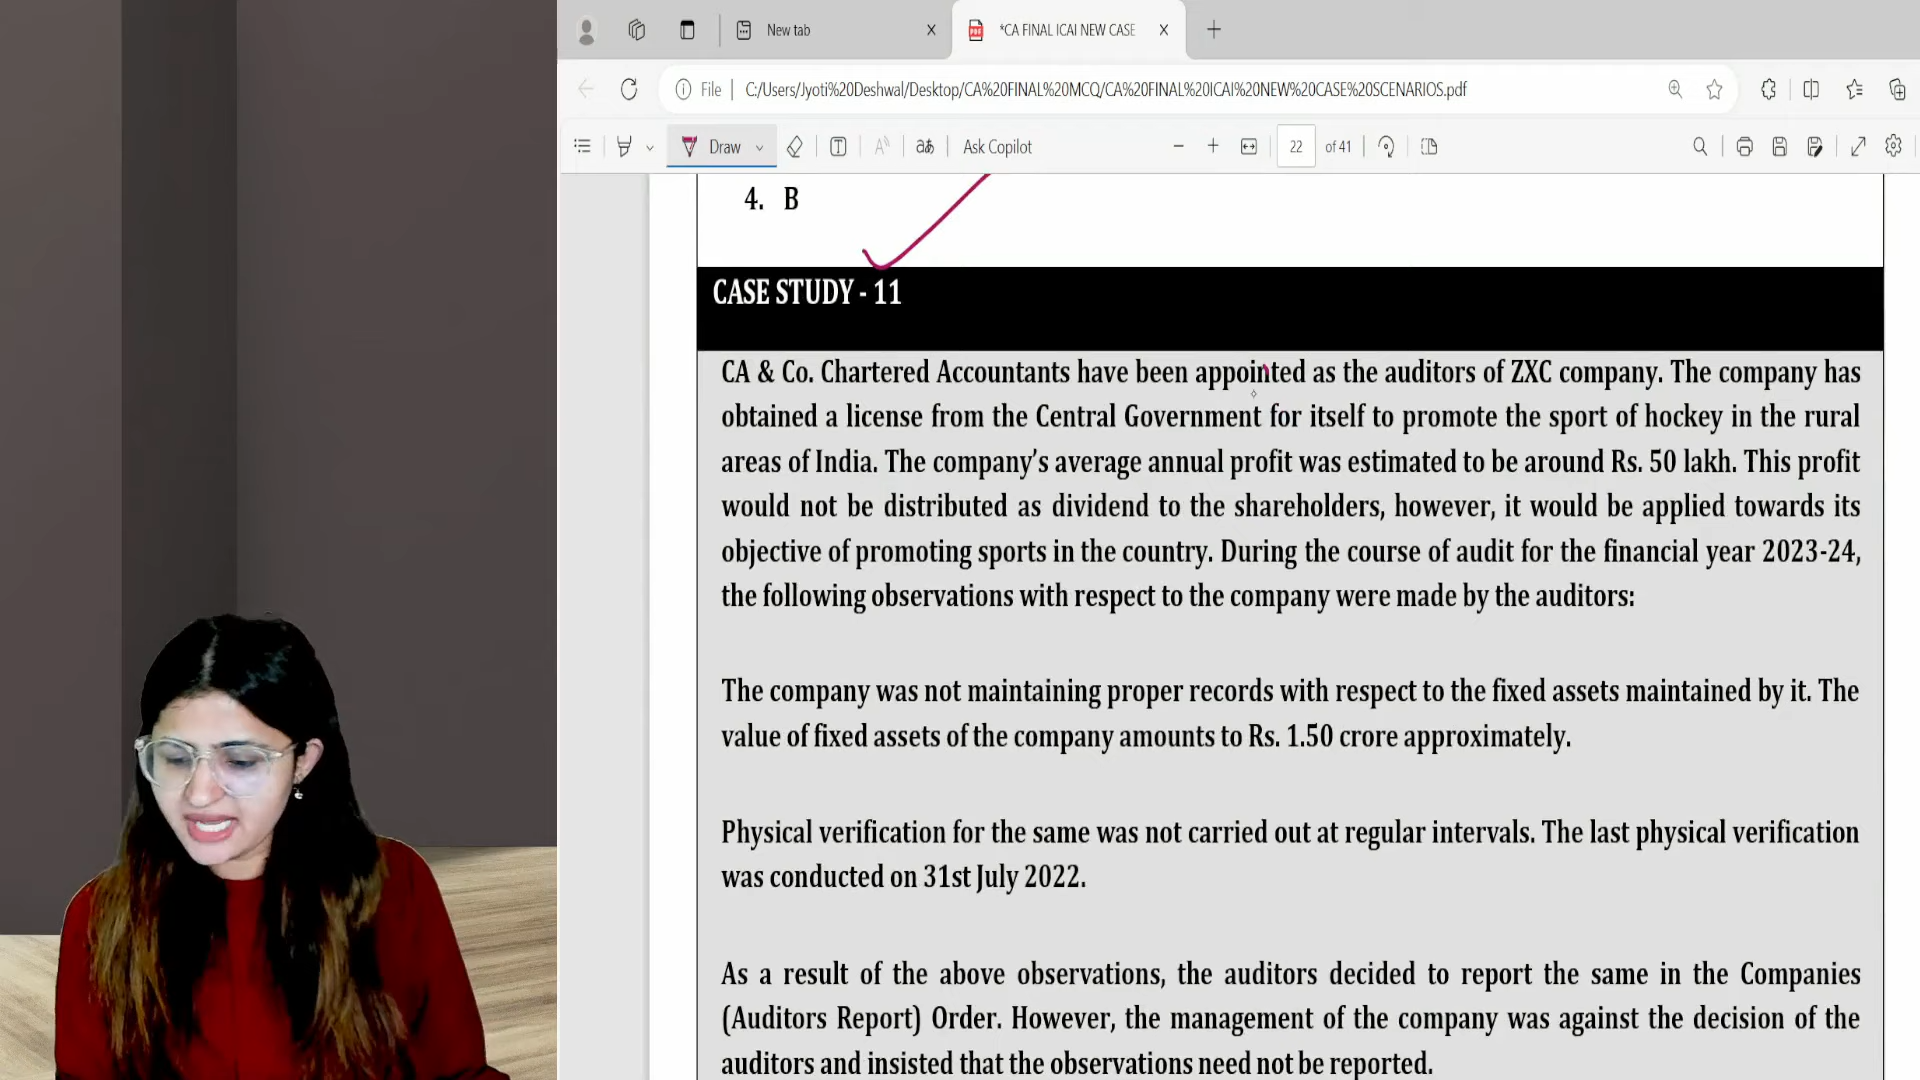 New tab
*CA FINAL ICAI NEW CASE
File
C:/Users/Jyoti%20Deshwal/Desktop/CA%20FINAL%20MCQ/CA%20FINAL%20ICAI%20NEW%20CASE%20SCENARIOS.pdf
Draw
Ask Copilot
22 of 41
4. B
CASE STUDY - 11
CA & Co. Chartered Accountants have been appointed as the auditors of ZXC company. The company has
obtained a license from the Central Government for itself to promote the sport of hockey in the rural
areas of India. The company's average annual profit was estimated to be around Rs. 50 lakh. This profit
would not be distributed as dividend to the shareholders, however, it would be applied towards its
objective of promoting sports in the country. During the course of audit for the financial year 2023-24,
the following observations with respect to the company were made by the auditors:
The company was not maintaining proper records with respect to the fixed assets maintained by it. The
value of fixed assets of the company amounts to Rs. 1.50 crore approximately.
Physical verification for the same was not carried out at regular intervals. The last physical verification
was conducted on 31st July 2022.
As a result of the above observations, the auditors decided to report the same in the Companies
(Auditors Report) Order. However, the management of the company was against the decision of the
auditors and insisted that the observations need not be reported.